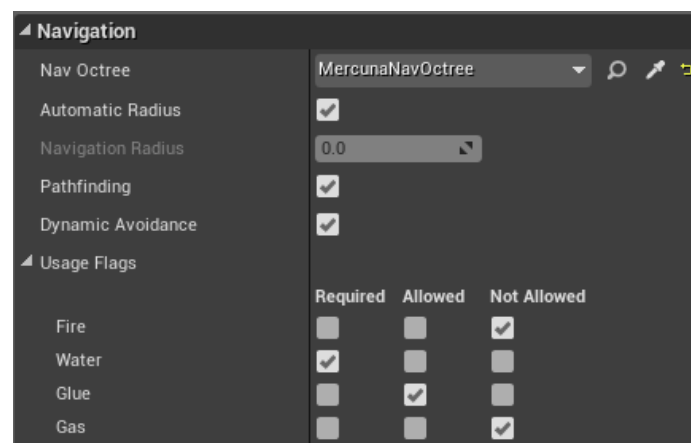 Navigation
Nav Octree MercunaNavOctree
Automatic Radius
Navigation Radius 0.0
Pathfinding
Dynamic Avoidance
Usage Flags
Required Allowed Not Allowed
Fire
Water
Glue
Gas